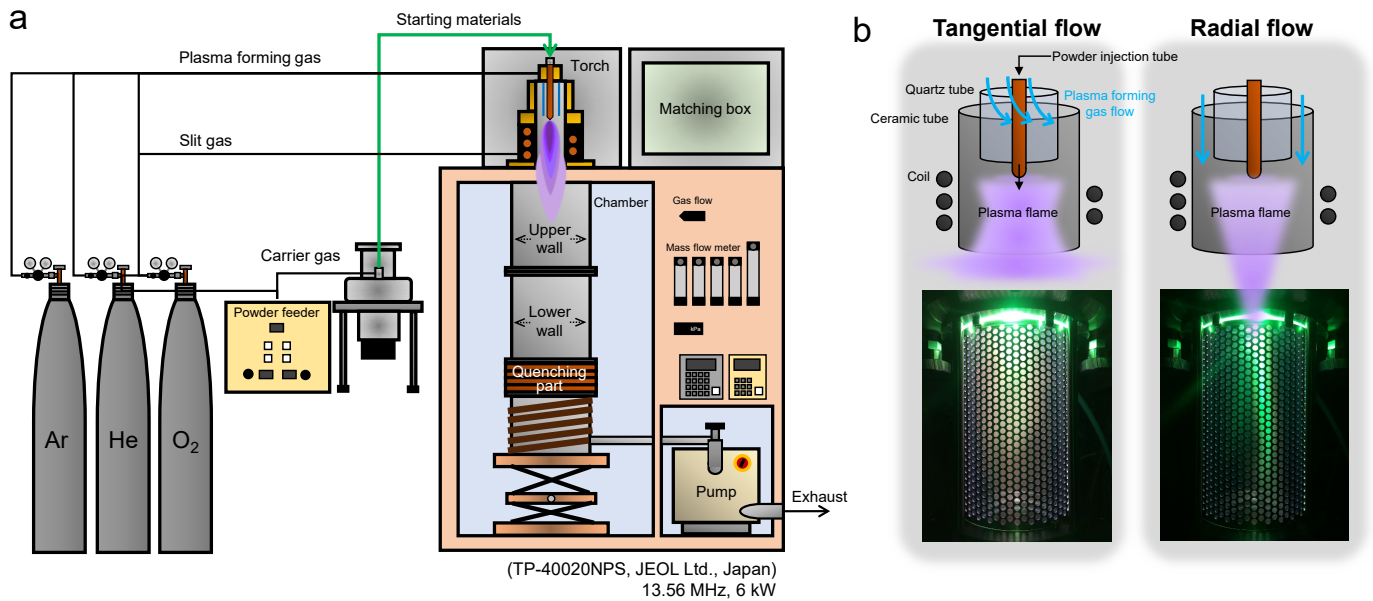 a
Starting materials
Plasma forming gas
Torch
Matching box
Slit gas
Chamber
Gas flow
Upper
wall
Mass flow meter
Carrier gas
Powder feeder
Lower
wall
kPa
Quenching
part
Ar
He
O₂
Pump
Exhaust
(TP-40020NPS, JEOL Ltd., Japan)
13.56 MHz, 6 kW
b
Tangential flow
Radial flow
Powder injection tube
Quartz tube
Plasma forming
gas flow
Ceramic tube
Coil
Plasma flame
Plasma flame